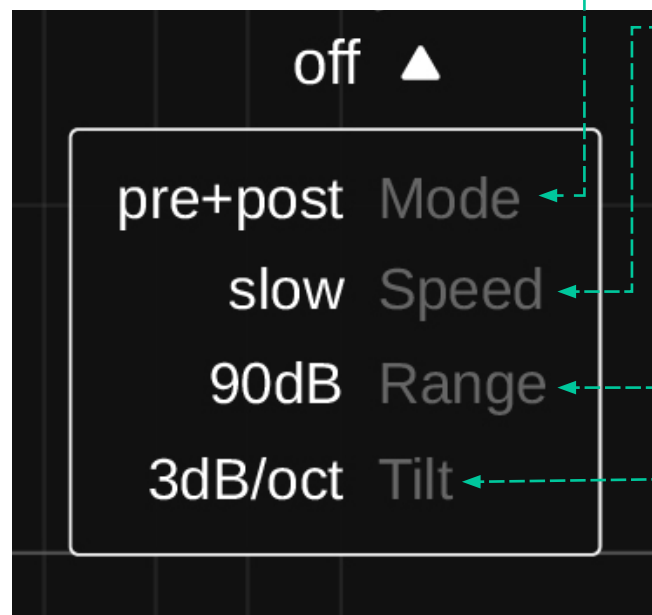 off
pre+post Mode
slow Speed
90dB Range
3dB/oct Tilt